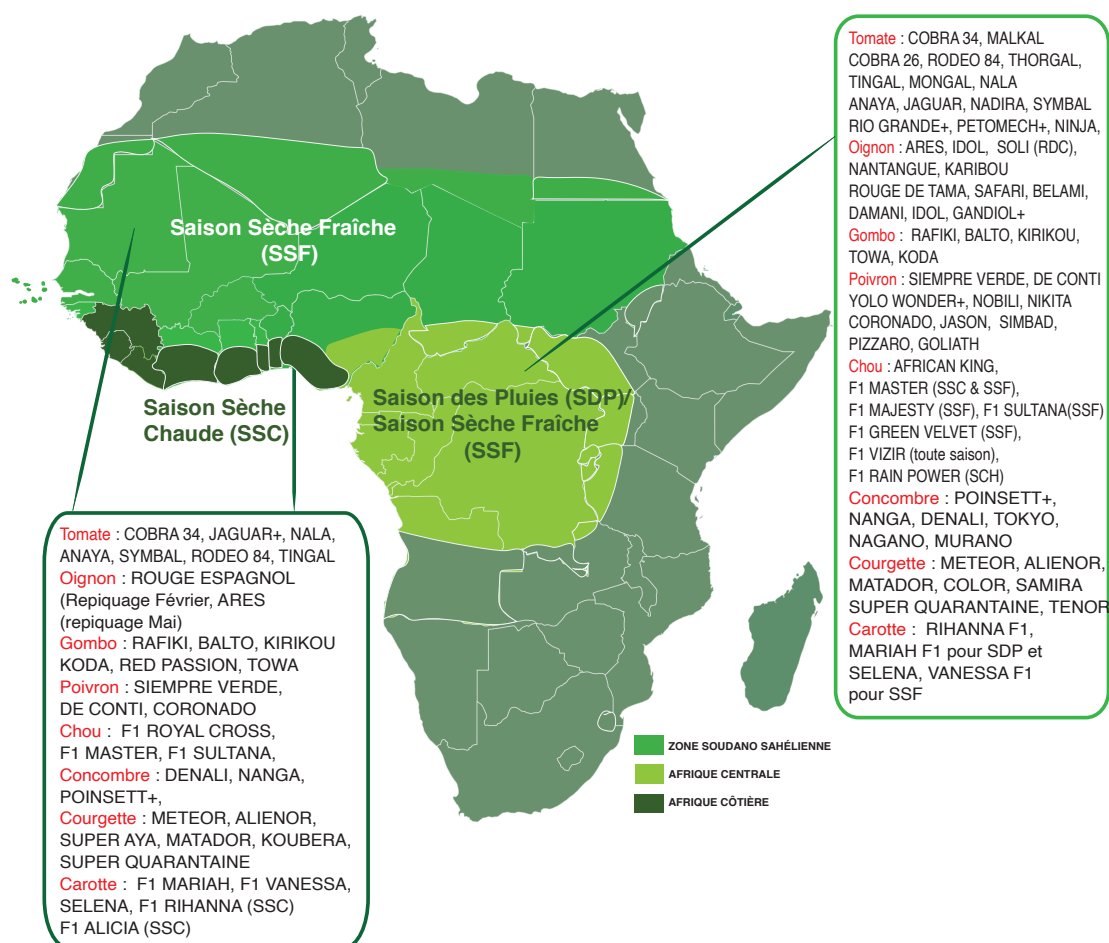 Tomate : COBRA 34, MALKAL
COBRA 26, RODEO 84, THORGAL,
TINGAL, MONGAL, NALA
ANAYA, JAGUAR, NADIRA, SYMBAL
RIO GRANDE+, PETOMECH+, NINJA,
Oignon : ARES, IDOL, SOLI (RDC),
NANTANGUE, KARIBOU
ROUGE DE TAMA, SAFARI, BELAMI,
DAMANI, IDOL, GANDIOL+
Gombo : RAFIKI, BALTO, KIRIKOU,
TOWA, KODA
Poivron : SIEMPRE VERDE, DE CONTI
YOLO WONDER+, NOBILI, NIKITA
CORONADO, JASON, SIMBAD,
PIZZARO, GOLIATH
Chou : AFRICAN KING,
F1 MASTER (SSC & SSF),
F1 MAJESTY (SSF), F1 SULTANA(SSF)
F1 GREEN VELVET (SSF),
F1 VIZIR (toute saison),
F1 RAIN POWER (SCH)
Concombre : POINSETT+,
NANGA, DENALI, TOKYO,
NAGANO, MURANO
Courgette : METEOR, ALIENOR,
MATADOR, COLOR, SAMIRA
SUPER QUARANTAINE, TENOR
Carotte : RIHANNA F1,
MARIAH F1 pour SDP et
SELENA, VANESSA F1
pour SSF
Saison Sèche Fraîche
(SSF)
Saison Sèche
Chaude (SSC)
Saison des Pluies (SDP)/
Saison Sèche Fraîche
(SSF)
Tomate : COBRA 34, JAGUAR+, NALA,
ANAYA, SYMBAL, RODEO 84, TINGAL
Oignon : ROUGE ESPAGNOL
(Repiquage Février, ARES
(repiquage Mai)
Gombo : RAFIKI, BALTO, KIRIKOU
KODA, RED PASSION, TOWA
Poivron : SIEMPRE VERDE,
DE CONTI, CORONADO
Chou : F1 ROYAL CROSS,
F1 MASTER, F1 SULTANA,
Concombre : DENALI, NANGA,
POINSETT+,
Courgette : METEOR, ALIENOR,
SUPER AYA, MATADOR, KOUBERA,
SUPER QUARANTAINE
Carotte : F1 MARIAH, F1 VANESSA,
SELENA, F1 RIHANNA (SSC)
F1 ALICIA (SSC)
ZONE SOUDANO SAHÉLIENNE
AFRIQUE CENTRALE
AFRIQUE CÔTIÈRE